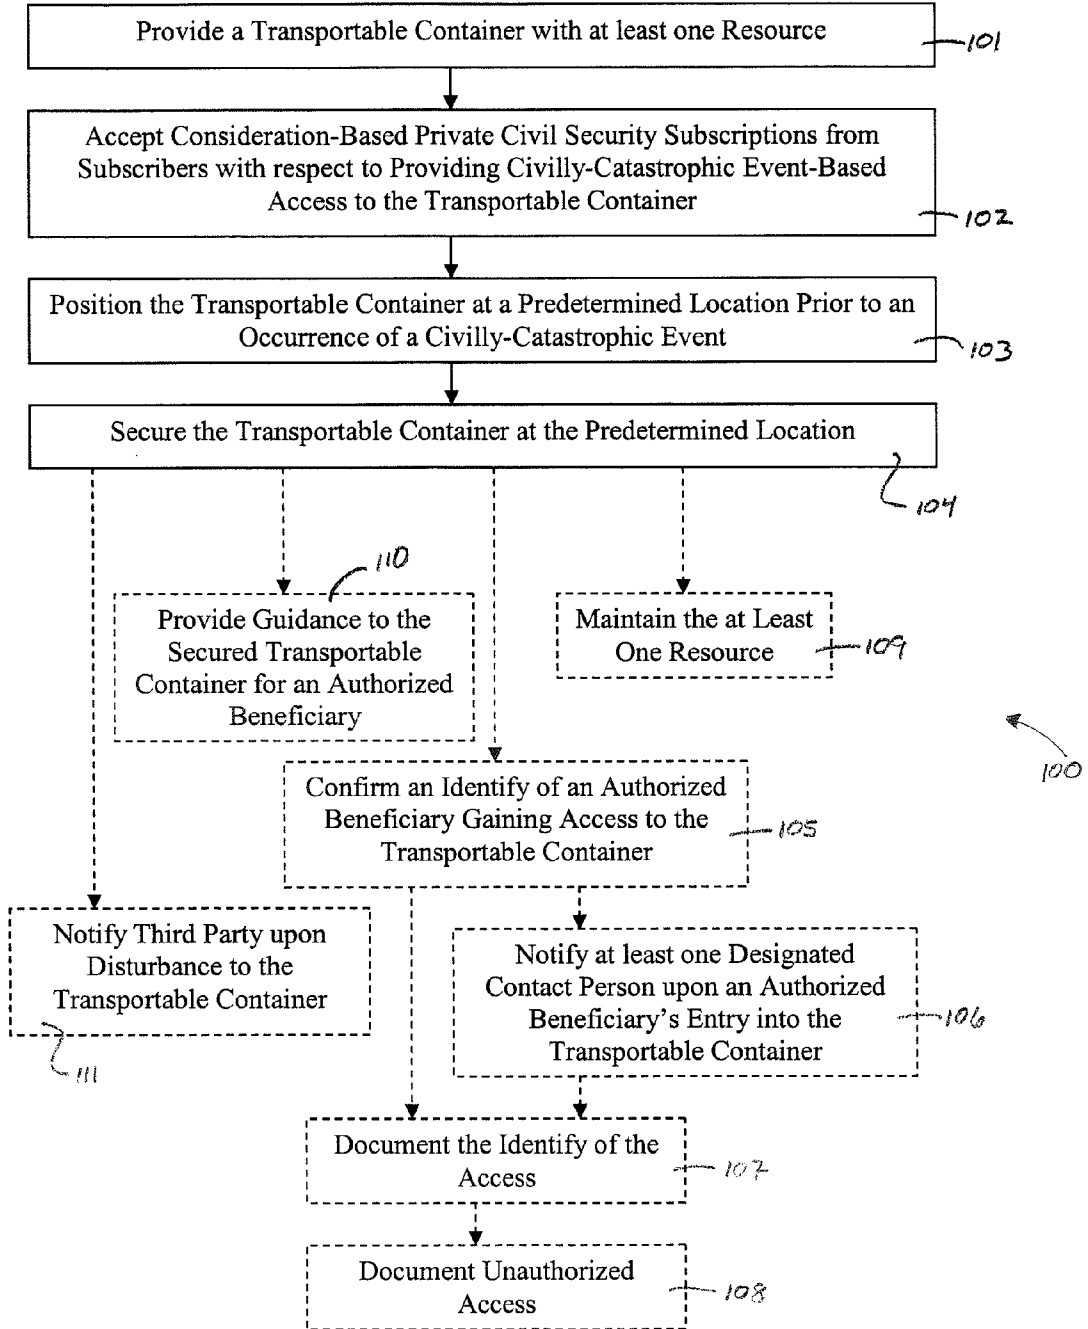 Provide a Transportable Container with at least one Resource
101
Accept Consideration-Based Private Civil Security Subscriptions from
Subscribers with respect to Providing Civilly-Catastrophic Event-Based
Access to the Transportable Container
102
Position the Transportable Container at a Predetermined Location Prior to an
Occurrence of a Civilly-Catastrophic Event
103
Secure the Transportable Container at the Predetermined Location
104
110
Provide Guidance to the
Secured Transportable
Container for an Authorized
Beneficiary
Maintain the at Least
One Resource
109
100
Confirm an Identify of an Authorized
Beneficiary Gaining Access to the
Transportable Container
105
Notify Third Party upon
Disturbance to the
Transportable Container
111
Notify at least one Designated
Contact Person upon an Authorized
Beneficiary's Entry into the
Transportable Container
106
Document the Identify of the
Access
107
Document Unauthorized
Access
108